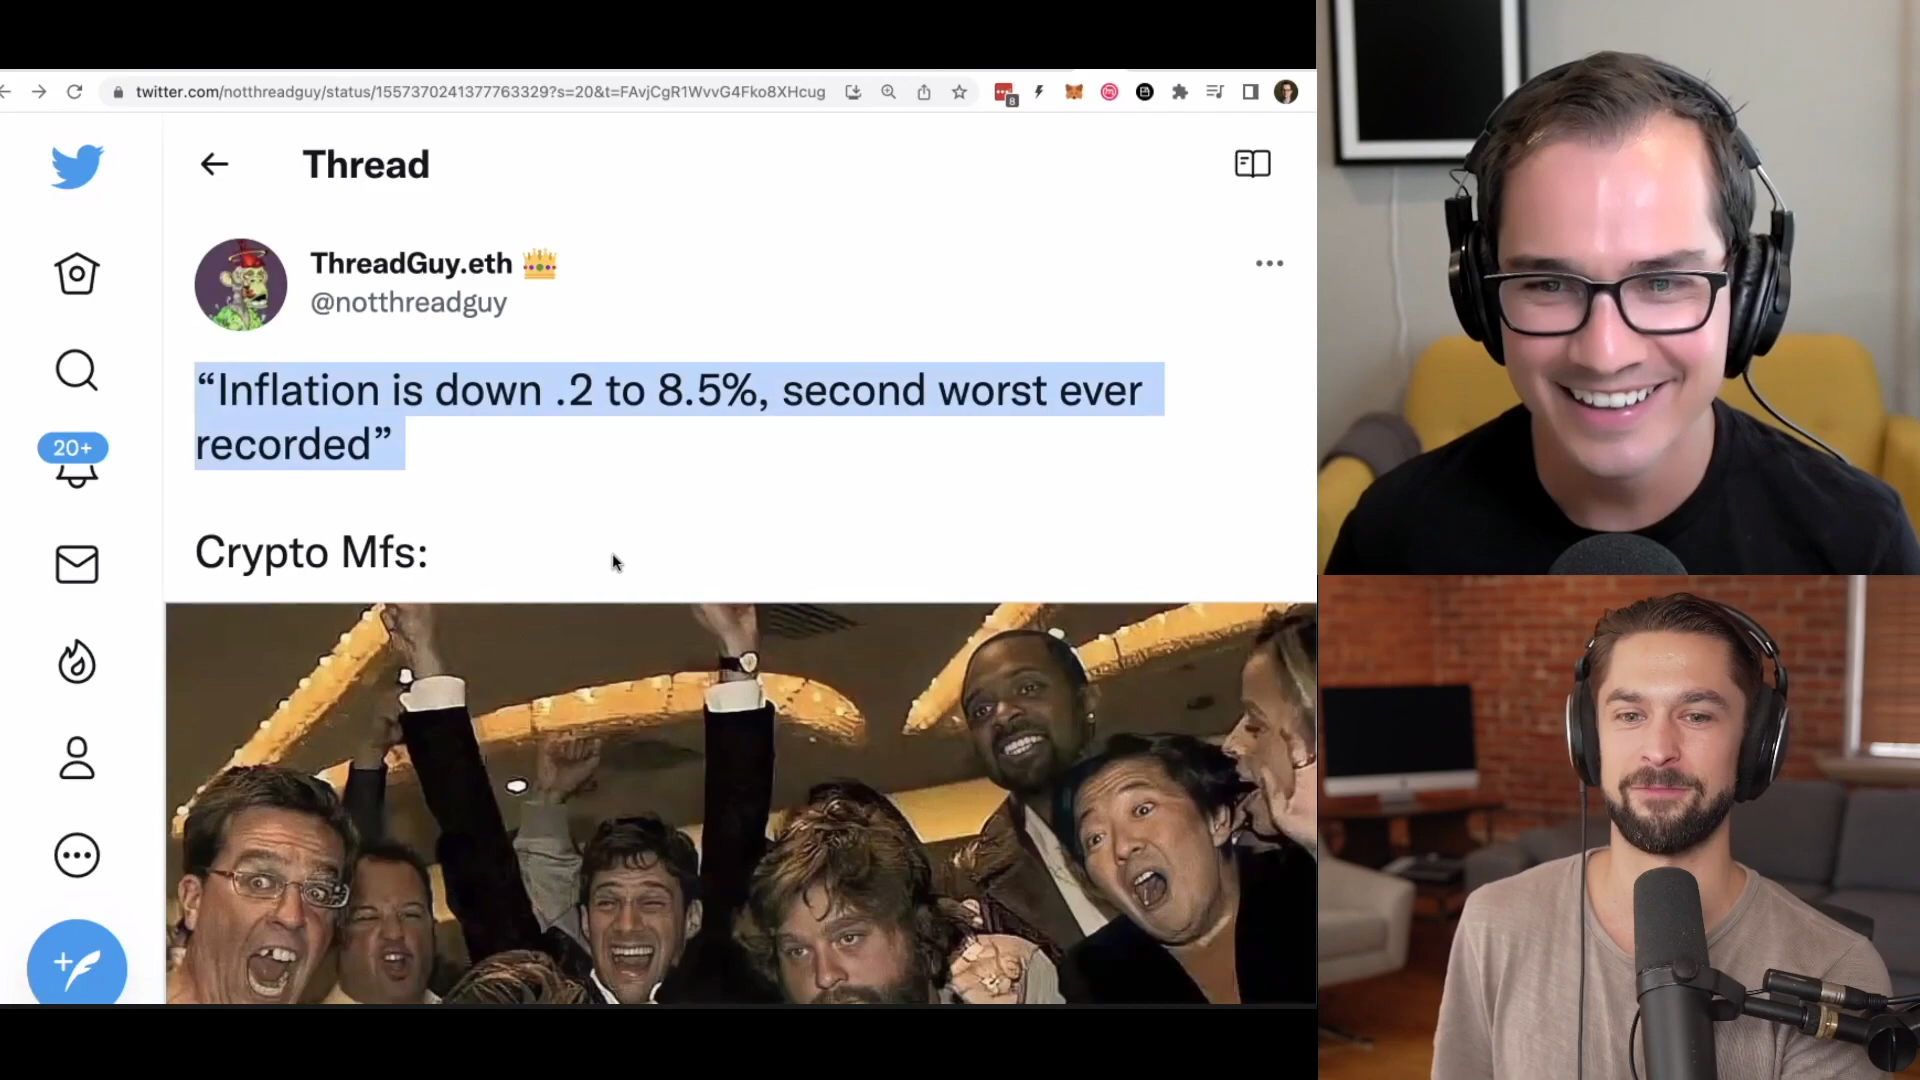 twitter.com/notthreadguy/status/1557370241377763329?s=20&t=FAvjCgR1WvvG4Fko8XHcug
8
Thread
ThreadGuy.eth
@notthreadguy
“Inflation is down .2 to 8.5%, second worst ever
recorded”
20+
Crypto Mfs: